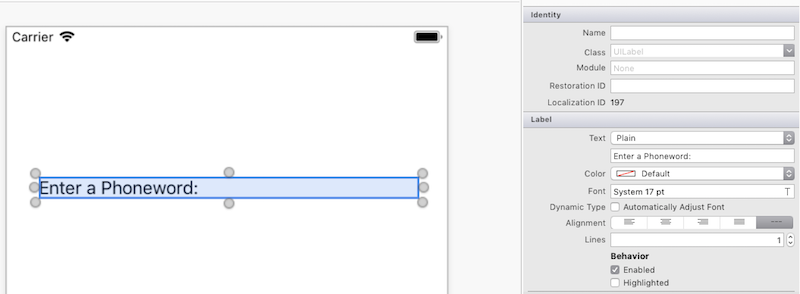 Carrier
Enter a Phoneword:
Identity
Name
Class UILabel
Module None
Restoration ID
Localization ID 197
Label
Text Plain
Enter a Phoneword:
Color Default
Font System 17 pt T
Dynamic Type Automatically Adjust Font
Alignment
Lines 1
Behavior
Enabled
Highlighted